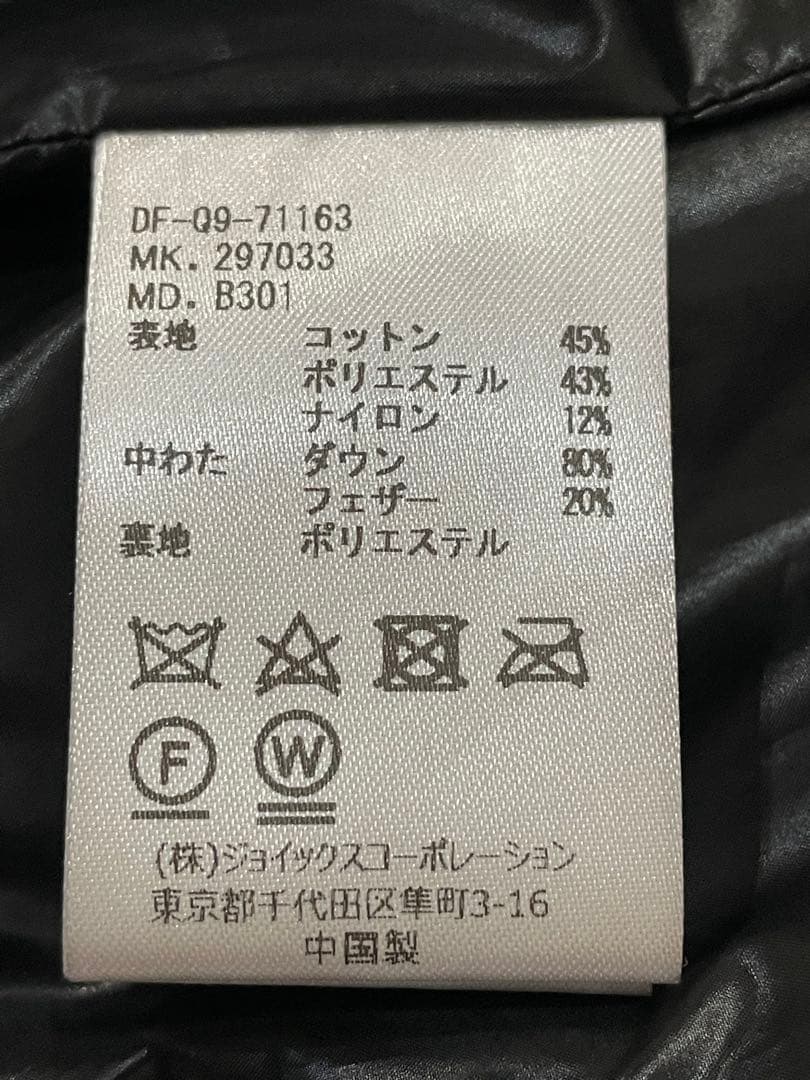 DF-Q9-71163
MK. 297033
MD. B301
表地 コットン 45%
ポリエステル 43%
ナイロン 12%
中わた ダウン 80%
フェザー 20%
裏地 ポリエステル
F W
(株)ジョイックスコーポレーション
東京都千代田区隼町3-16
中国製